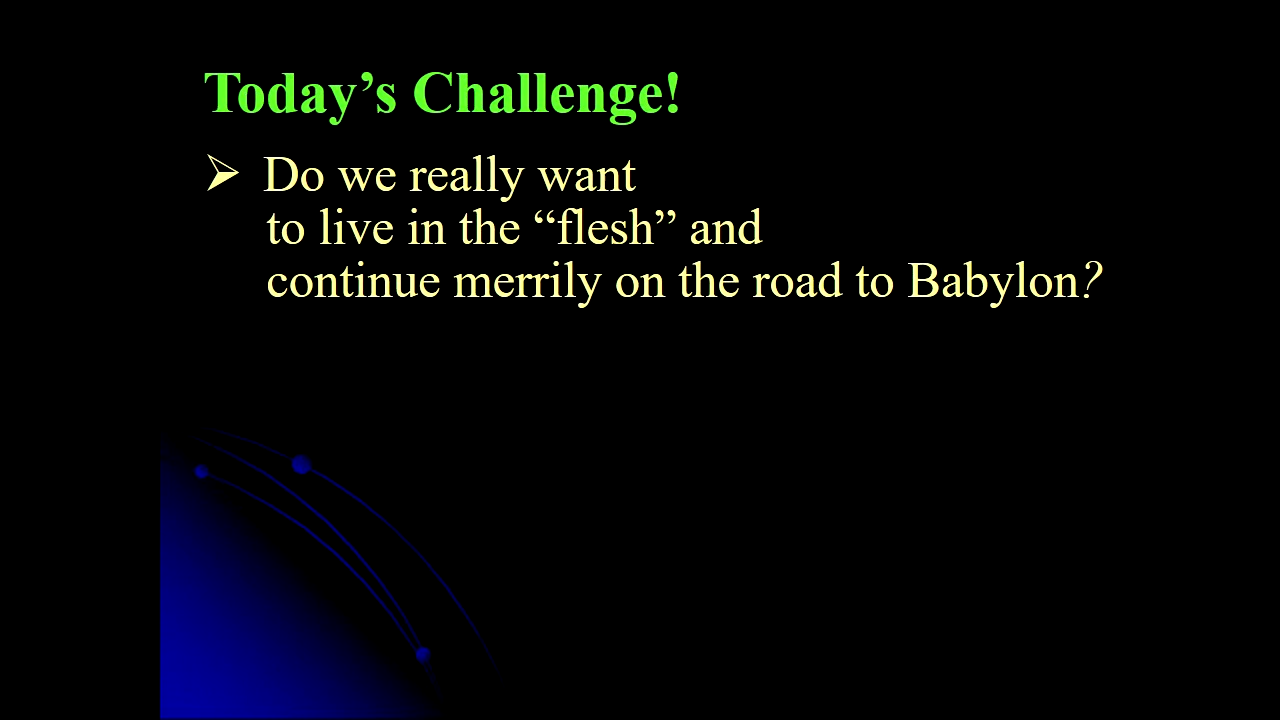 Today’s Challenge!
➢ Do we really want
to live in the “flesh” and
continue merrily on the road to Babylon?